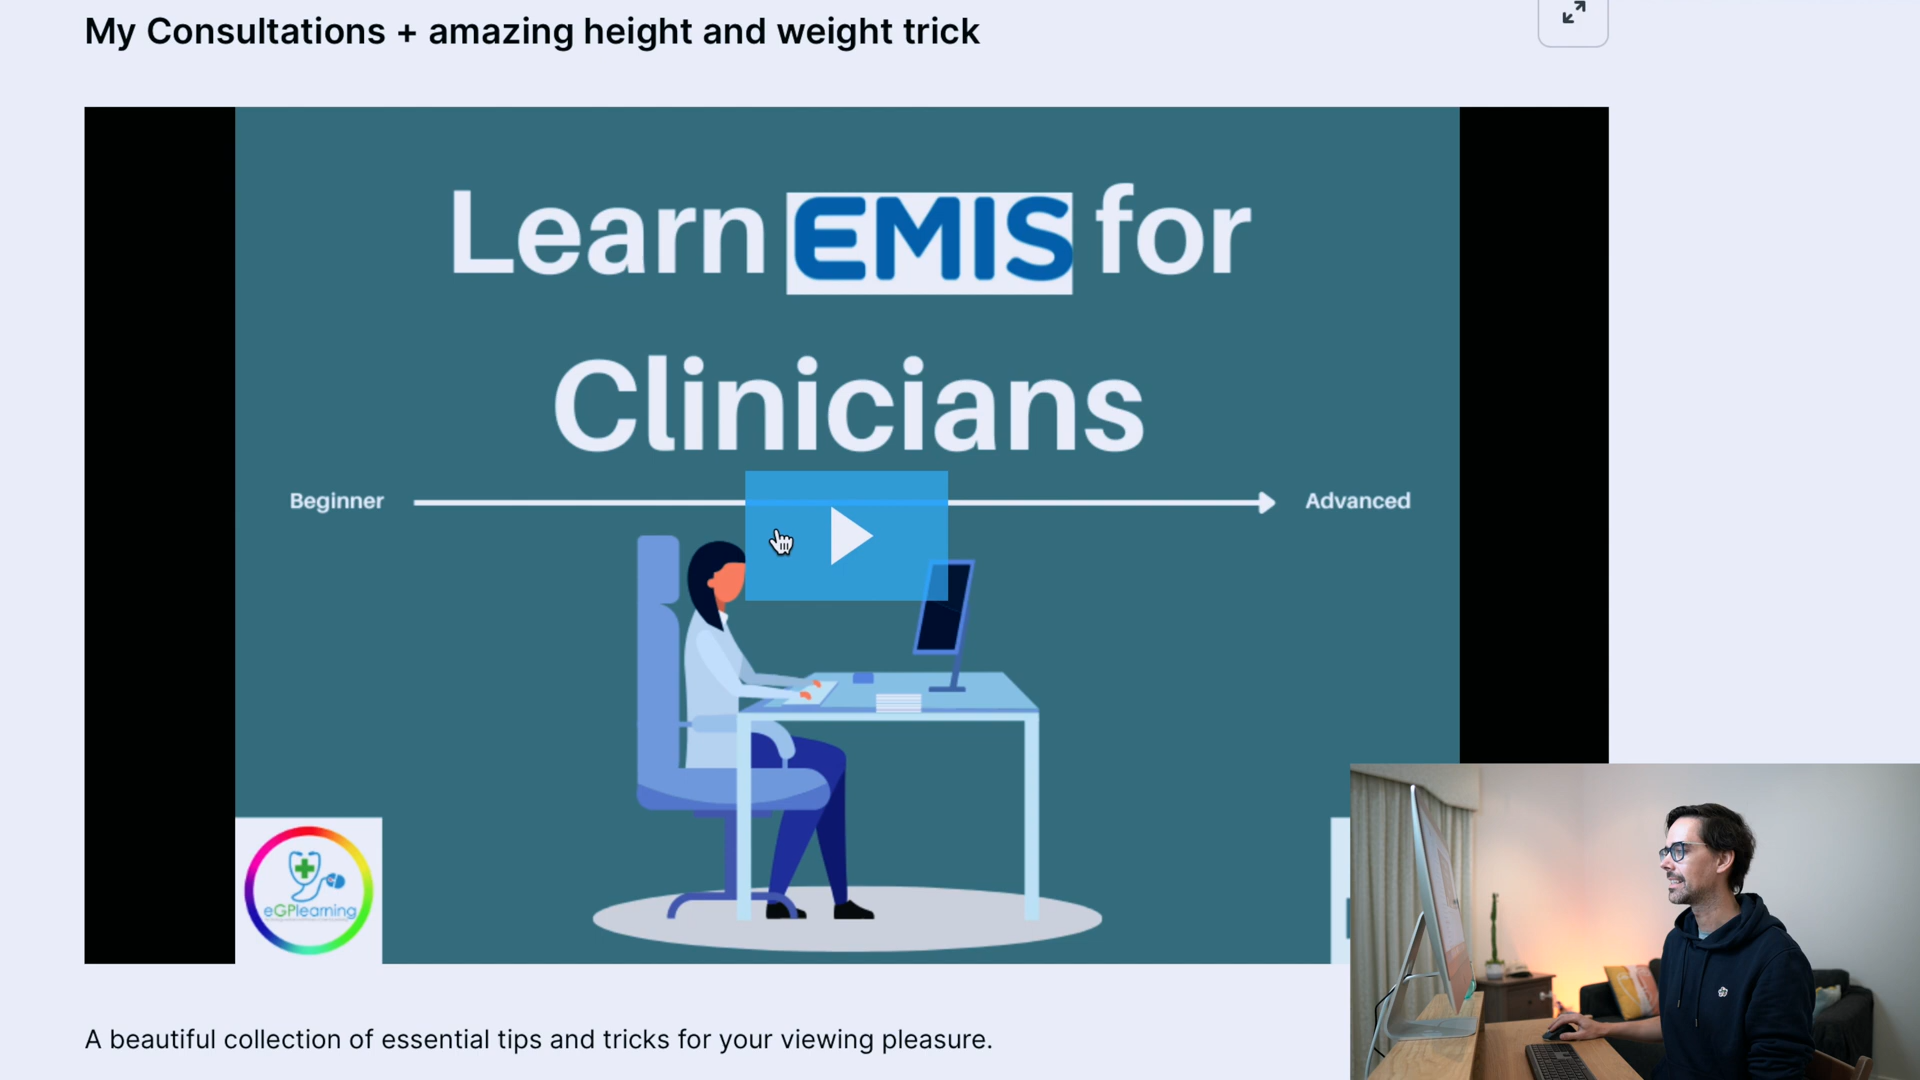 My Consultations + amazing height and weight trick
Learn EMIS for
Clinicians
Beginner
Advanced
eGPlearning
A beautiful collection of essential tips and tricks for your viewing pleasure.